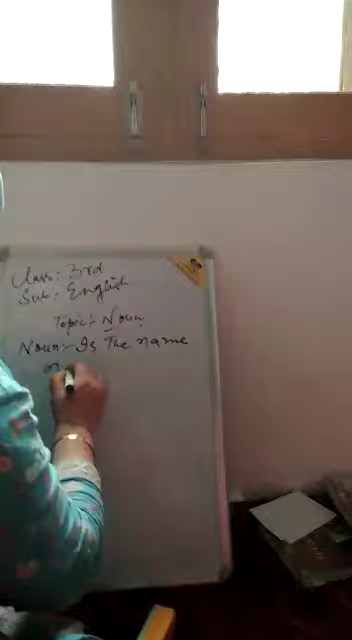 Class: 3rd
Sub: English
Topic:- Noun
Noun:- Is The name